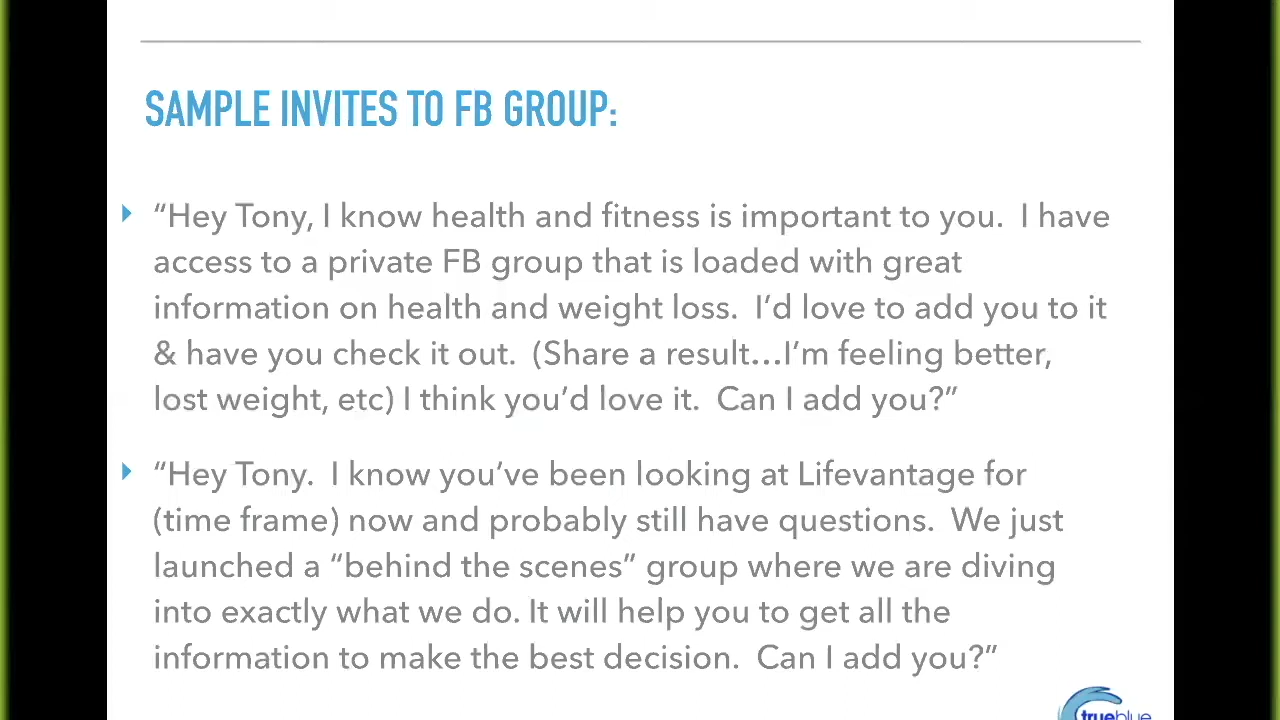 SAMPLE INVITES TO FB GROUP:
“Hey Tony, I know health and fitness is important to you. I have
access to a private FB group that is loaded with great
information on health and weight loss. I’d love to add you to it
& have you check it out. (Share a result…I’m feeling better,
lost weight, etc) I think you’d love it. Can I add you?”
“Hey Tony. I know you’ve been looking at Lifevantage for
(time frame) now and probably still have questions. We just
launched a “behind the scenes” group where we are diving
into exactly what we do. It will help you to get all the
information to make the best decision. Can I add you?”
trueblue